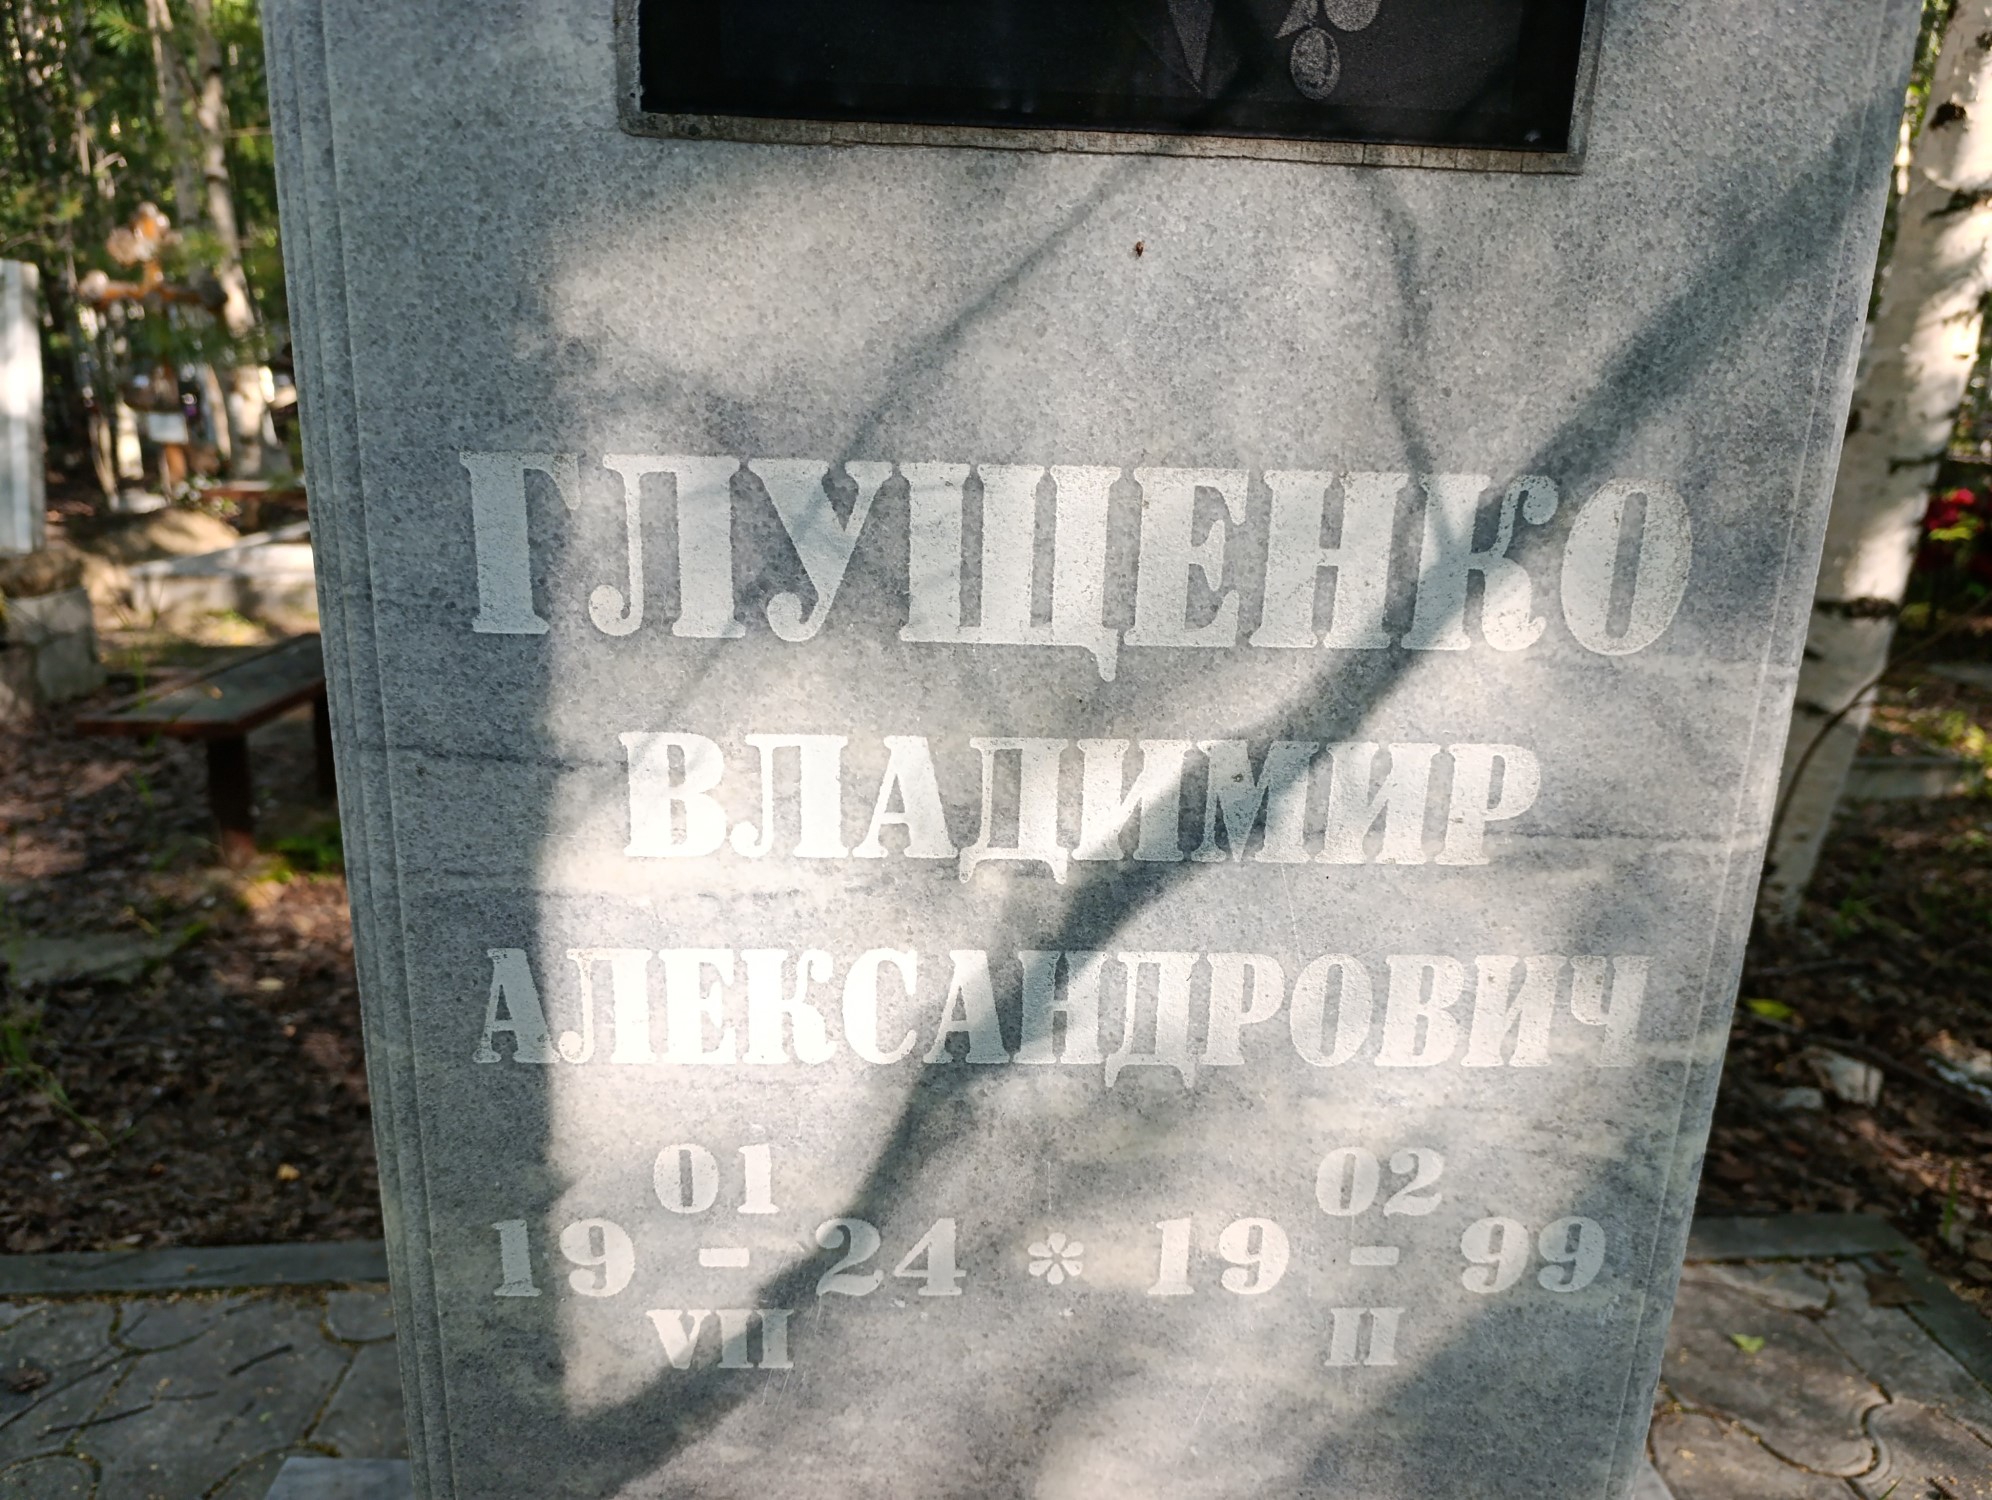 ГЛУЩЕНКО
ВЛАДИМИР
АЛЕКСАНДРОВИЧ
01 02
19 - 24 * 19 - 99
VII II